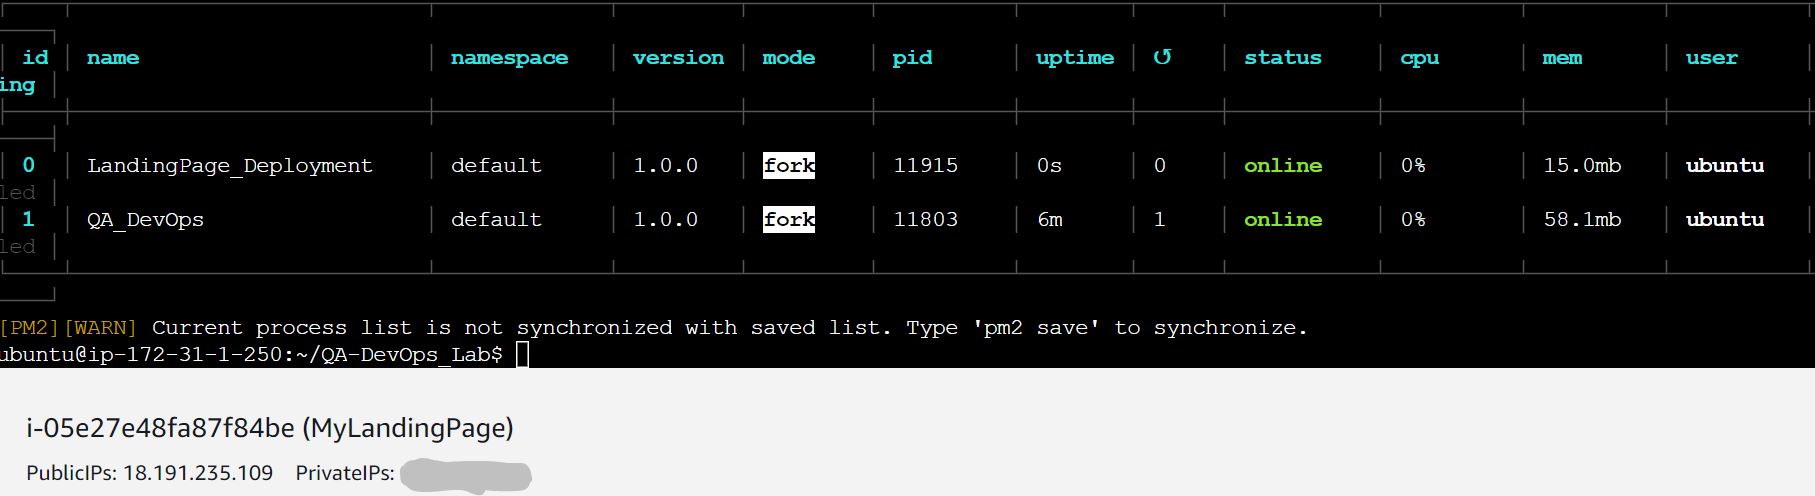 id name namespace version mode pid uptime ↺ status cpu mem user
ing
0 LandingPage_Deployment default 1.0.0 fork 11915 0s 0 online 0% 15.0mb ubuntu
led
1 QA_DevOps default 1.0.0 fork 11803 6m 1 online 0% 58.1mb ubuntu
led
[PM2][WARN] Current process list is not synchronized with saved list. Type 'pm2 save' to synchronize.
ubuntu@ip-172-31-1-250:~/QA-DevOps_Lab$
i-05e27e48fa87f84be (MyLandingPage)
PublicIPs: 18.191.235.109 PrivateIPs: